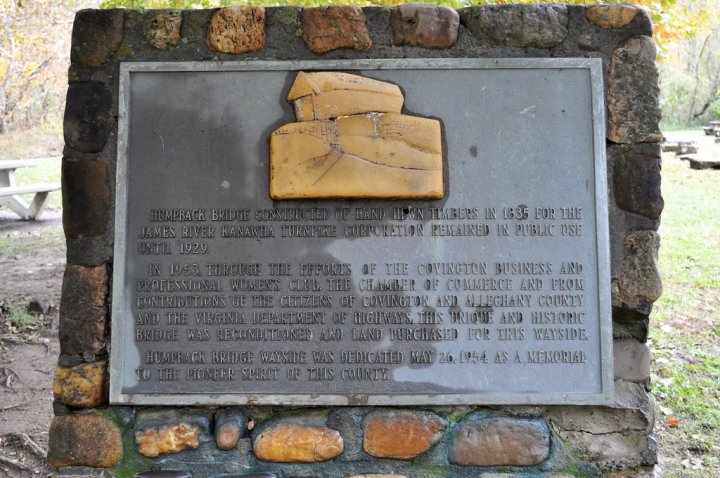 HUMPBACK BRIDGE CONSTRUCTED OF HAND HEWN TIMBERS IN 1835 FOR THE
JAMES RIVER KANAWHA TURNPIKE CORPORATION REMAINED IN PUBLIC USE
UNTIL 1929.
IN 1953, THROUGH THE EFFORTS OF THE COVINGTON BUSINESS AND
PROFESSIONAL WOMEN'S CLUB, THE CHAMBER OF COMMERCE AND FROM
CONTRIBUTIONS OF THE CITIZENS OF COVINGTON AND ALLEGHANY COUNTY
AND THE VIRGINIA DEPARTMENT OF HIGHWAYS, THIS UNIQUE AND HISTORIC
BRIDGE WAS RECONDITIONED AND LAND PURCHASED FOR THIS WAYSIDE.
HUMPBACK BRIDGE WAYSIDE WAS DEDICATED MAY 26, 1954 AS A MEMORIAL
TO THE PIONEER SPIRIT OF THIS COUNTY.